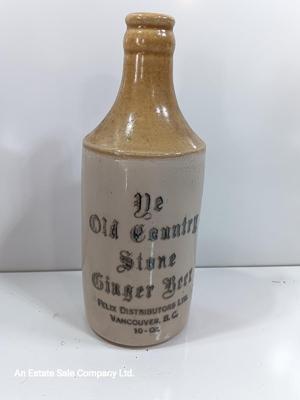 Ye
Old Country
Stone
Ginger Beer
Felix Distributors Ltd.
Vancouver, B.C.
10-Oz.
An Estate Sale Company Ltd.